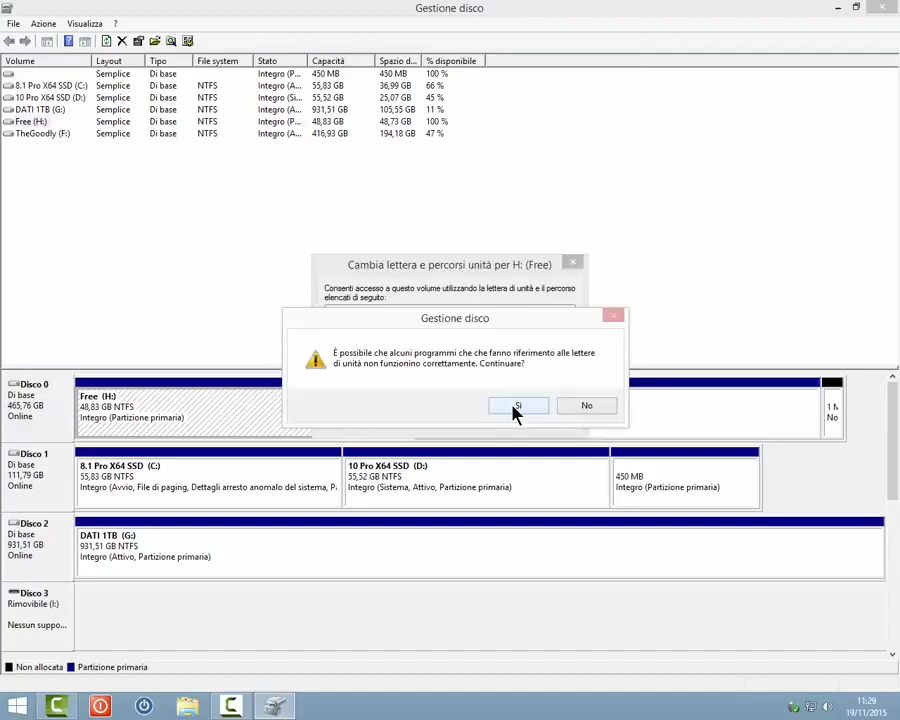 Gestione disco
File Azione Visualizza ?
Volume Layout Tipo File system Stato Capacità Spazio d... % disponibile
Semplice Di base Integro (P... 450 MB 450 MB 100 %
8.1 Pro X64 SSD (C:) Semplice Di base NTFS Integro (A... 55,83 GB 36,99 GB 66 %
10 Pro X64 SSD (D:) Semplice Di base NTFS Integro (Si... 55,52 GB 25,07 GB 45 %
DATI 1TB (G:) Semplice Di base NTFS Integro (A... 931,51 GB 105,55 GB 11 %
Free (H:) Semplice Di base NTFS Integro (P... 48,83 GB 48,73 GB 100 %
TheGoodly (F:) Semplice Di base NTFS Integro (A... 416,93 GB 194,18 GB 47 %
Cambia lettera e percorsi unità per H: (Free)
Consenti accesso a questo volume utilizzando la lettera di unità e il percorso
elencati di seguito:
Gestione disco
È possibile che alcuni programmi che che fanno riferimento alle lettere
di unità non funzionino correttamente. Continuare?
Sì No
Disco 0
Di base
465,76 GB
Online
Free (H:)
48,83 GB NTFS
Integro (Partizione primaria)
1 M
No
Disco 1
Di base
111,79 GB
Online
8.1 Pro X64 SSD (C:)
55,83 GB NTFS
Integro (Avvio, File di paging, Dettagli arresto anomalo del sistema, P.
10 Pro X64 SSD (D:)
55,52 GB NTFS
Integro (Sistema, Attivo, Partizione primaria)
450 MB
Integro (Partizione primaria)
Disco 2
Di base
931,51 GB
Online
DATI 1TB (G:)
931,51 GB NTFS
Integro (Attivo, Partizione primaria)
Disco 3
Rimovibile (I:)
Nessun suppo...
Non allocata Partizione primaria
11:29
19/11/2015